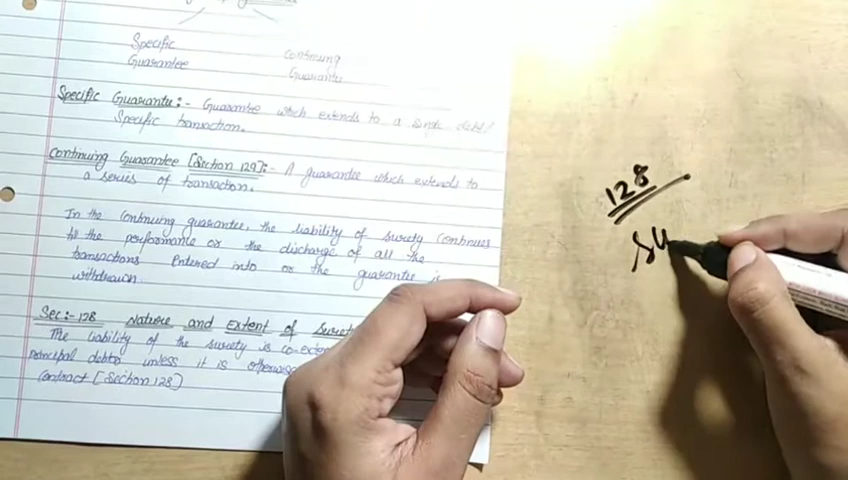 Specific
Guarantee
Continuing
Guarantee
Specific Guarantee:- Guarantee which extends to a single debt/
Specific transaction.
Continuing Guarantee [Section 129]:- A guarantee which extends to
a series of transaction.
In the Continuing guarantee, the liability of surety continues
till the performance or the discharge of all the
transactions Entered into or the guarantee is
withdrawn.
Sec:- 128 Nature and Extent of
The liability of the surety is
principal debtor unless it is
Contract [Section 128]
128
SU